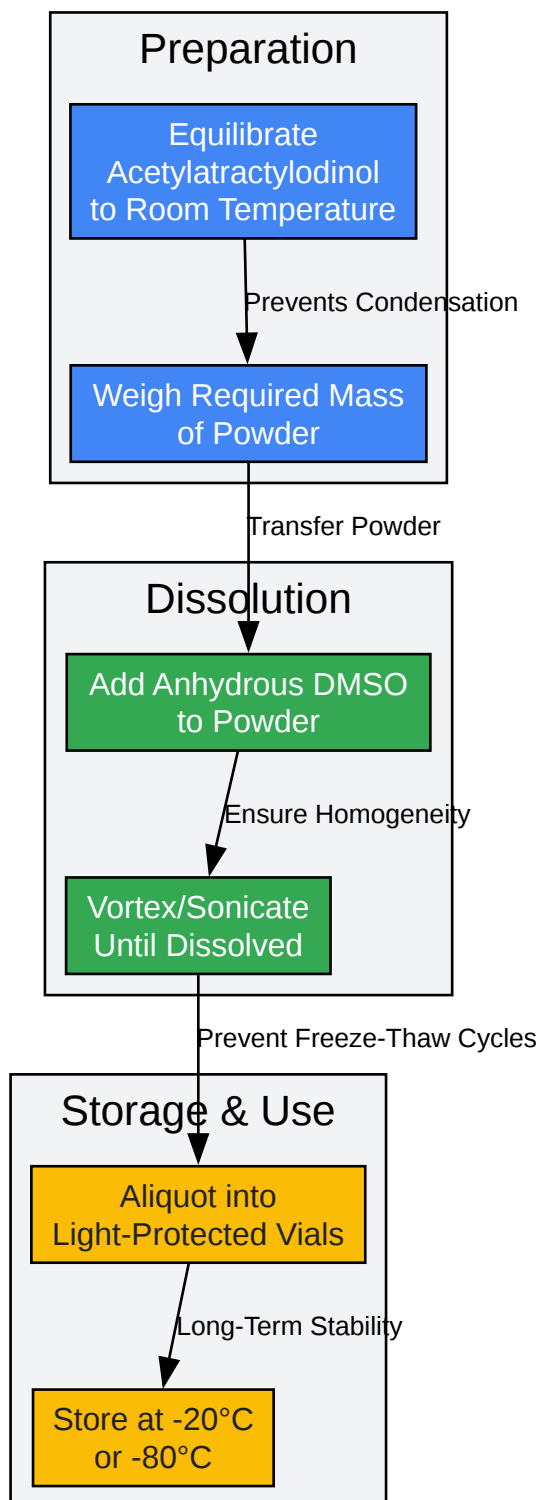 Preparation
Equilibrate
Acetylatractylodinol
to Room Temperature
Prevents Condensation
Weigh Required Mass
of Powder
Transfer Powder
Dissolution
Add Anhydrous DMSO
to Powder
Ensure Homogeneity
Vortex/Sonicate
Until Dissolved
Prevent Freeze-Thaw Cycles
Storage & Use
Aliquot into
Light-Protected Vials
Long-Term Stability
Store at -20°C
or -80°C